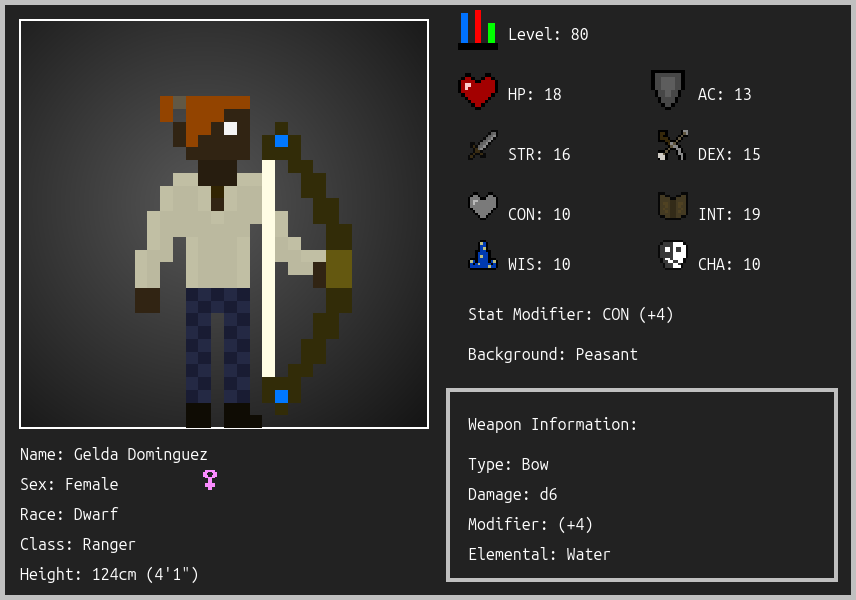 Level: 80
HP: 18
AC: 13
STR: 16
DEX: 15
CON: 10
INT: 19
WIS: 10
CHA: 10
Stat Modifier: CON (+4)
Background: Peasant
Name: Gelda Dominguez
Sex: Female
Race: Dwarf
Class: Ranger
Height: 124cm (4'1")
Weapon Information:
Type: Bow
Damage: d6
Modifier: (+4)
Elemental: Water